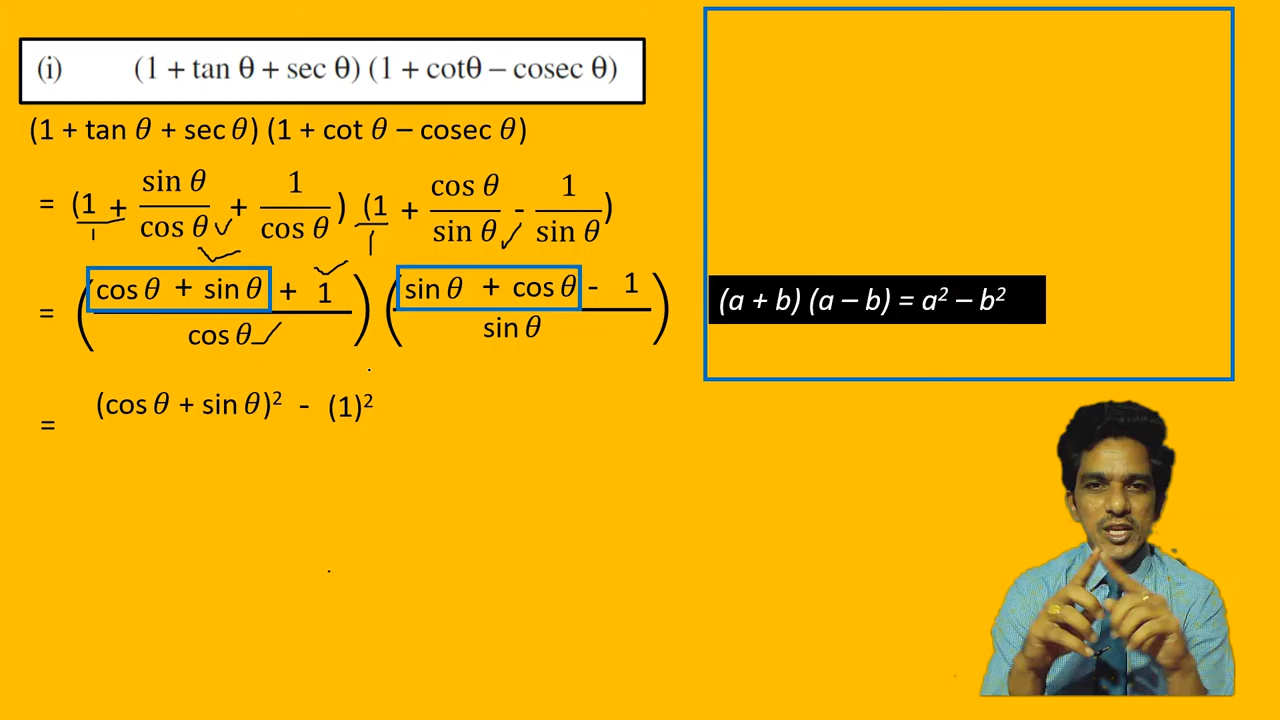 (i) (1 + tan θ + sec θ) (1 + cotθ – cosec θ)
(1 + tan θ + sec θ) (1 + cot θ – cosec θ)
= (1 + sin θ/cos θ + 1/cos θ) (1 + cos θ/sin θ - 1/sin θ)
= ((cos θ + sin θ + 1)/cos θ) ((sin θ + cos θ - 1)/sin θ)
(a + b) (a – b) = a² – b²
= (cos θ + sin θ)² - (1)²